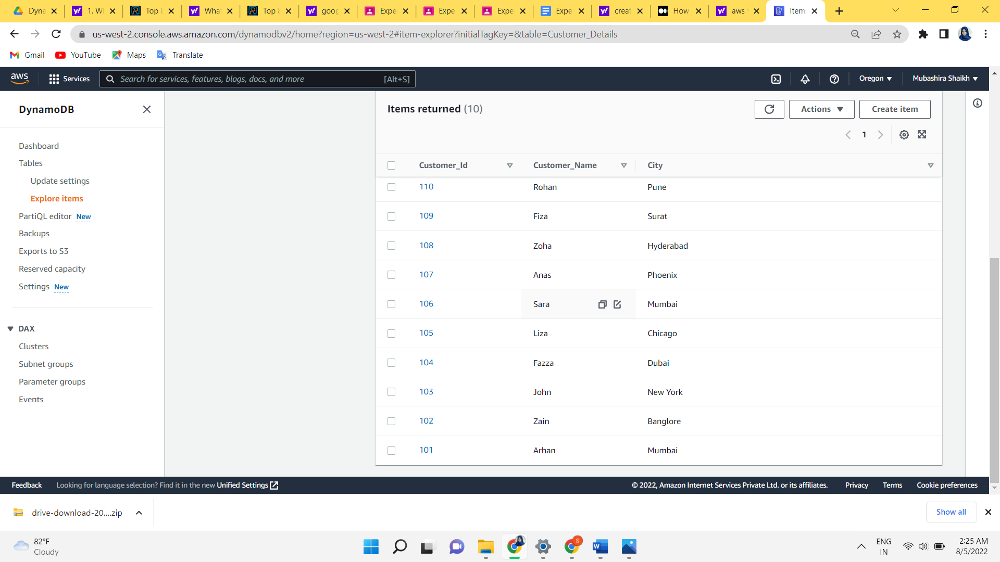 Dyna 1. Wl Top 8 What Top 8 goog Expe Expe Expe Expe creat How aws Item
us-west-2.console.aws.amazon.com/dynamodbv2/home?region=us-west-2#item-explorer?initialTagKey=&table=Customer_Details
Gmail YouTube Maps Translate
aws Services Search for services, features, blogs, docs, and more [Alt+S] Oregon Mubashira Shaikh
DynamoDB
Dashboard
Tables
Update settings
Explore items
PartiQL editor New
Backups
Exports to S3
Reserved capacity
Settings New
DAX
Clusters
Subnet groups
Parameter groups
Events
Items returned (10) Actions Create item
1
Customer_Id Customer_Name City
110 Rohan Pune
109 Fiza Surat
108 Zoha Hyderabad
107 Anas Phoenix
106 Sara Mumbai
105 Liza Chicago
104 Fazza Dubai
103 John New York
102 Zain Banglore
101 Arhan Mumbai
Feedback Looking for language selection? Find it in the new Unified Settings © 2022, Amazon Internet Services Private Ltd. or its affiliates. Privacy Terms Cookie preferences
drive-download-20....zip Show all
82°F
Cloudy
S
W
ENG
IN
2:25 AM
8/5/2022